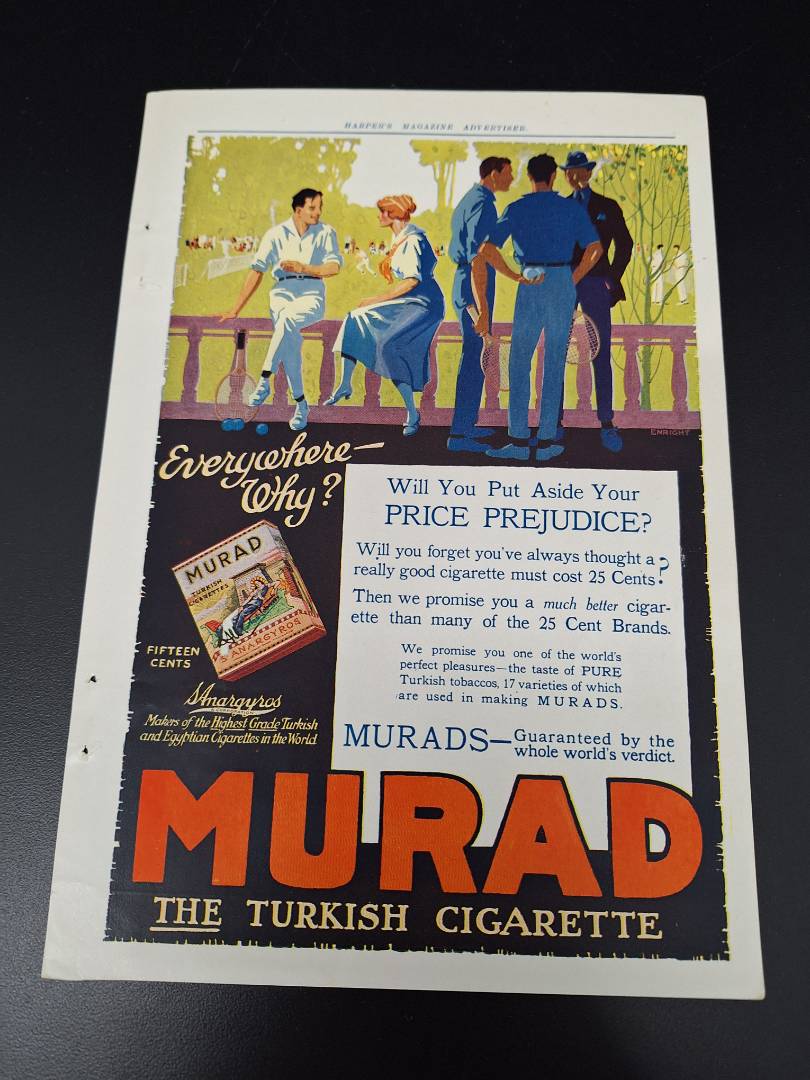 HARPER'S MAGAZINE ADVERTISER.
ENRIGHT
Everywhere—
Why?
MURAD
TURKISH
CIGARETTES
S. ANARGYROS
FIFTEEN
CENTS
S. Anargyros
Makers of the Highest Grade Turkish
and Egyptian Cigarettes in the World
Will You Put Aside Your
PRICE PREJUDICE?
Will you forget you've always thought a
really good cigarette must cost 25 Cents?
Then we promise you a much better cigar-
ette than many of the 25 Cent Brands.
We promise you one of the world's
perfect pleasures—the taste of PURE
Turkish tobaccos, 17 varieties of which
are used in making MURADS.
MURADS—Guaranteed by the
whole world's verdict.
MURAD
THE TURKISH CIGARETTE